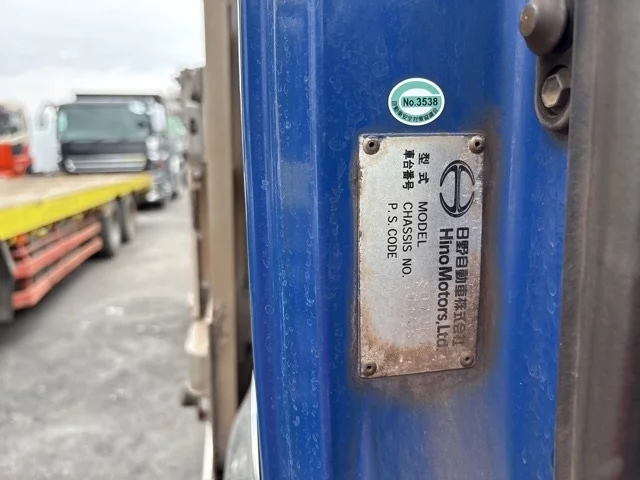 No.3538
日野自動車株式会社
HinoMotors,Ltd.
型式 MODEL
車台番号 CHASSIS NO.
P.S.CODE